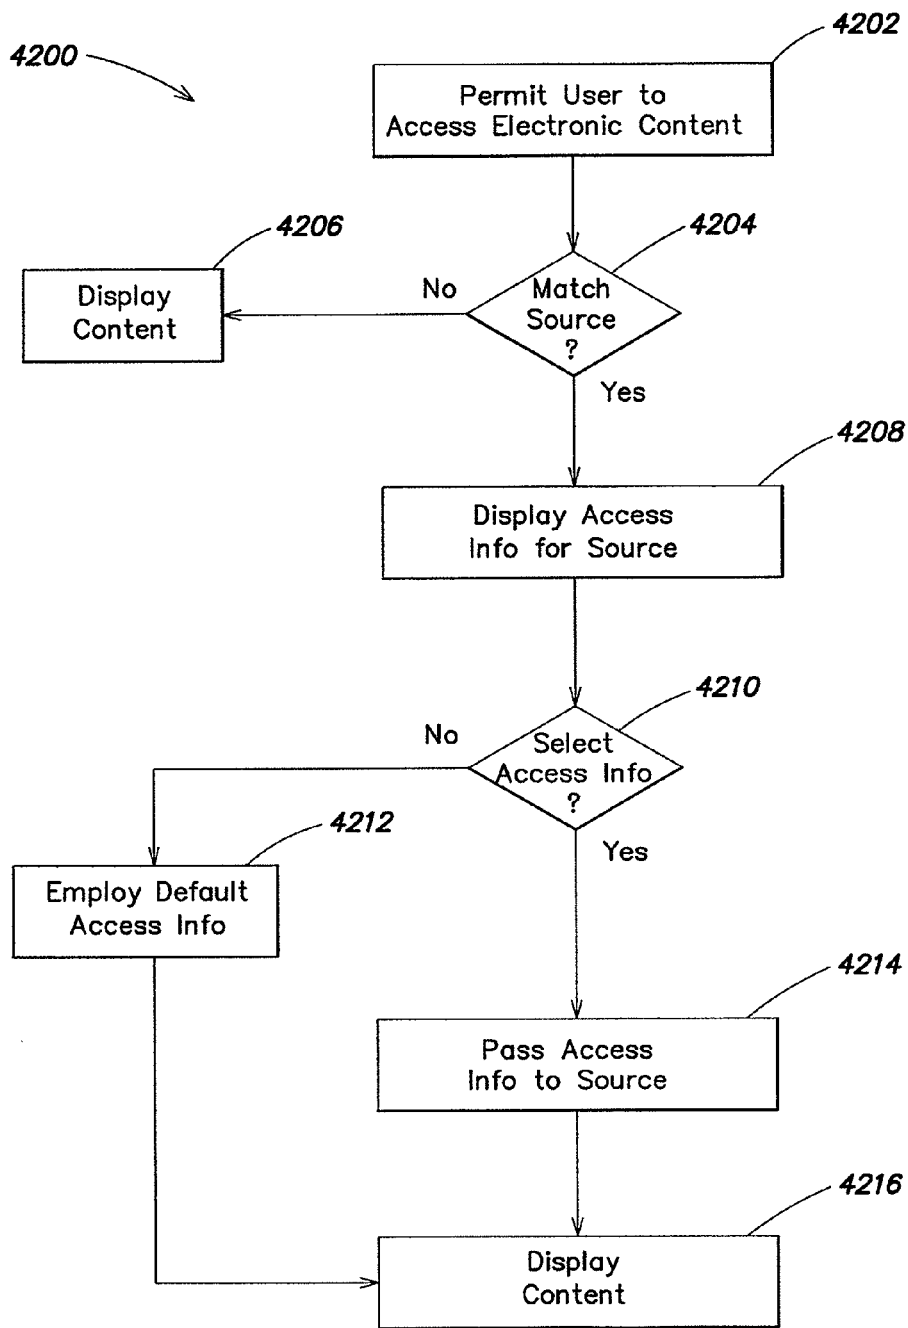 4200
4202
Permit User to
Access Electronic Content
4206
4204
Display
Content
No
Match
Source
?
Yes
4208
Display Access
Info for Source
4210
No
Select
Access Info
?
4212
Yes
Employ Default
Access Info
4214
Pass Access
Info to Source
4216
Display
Content